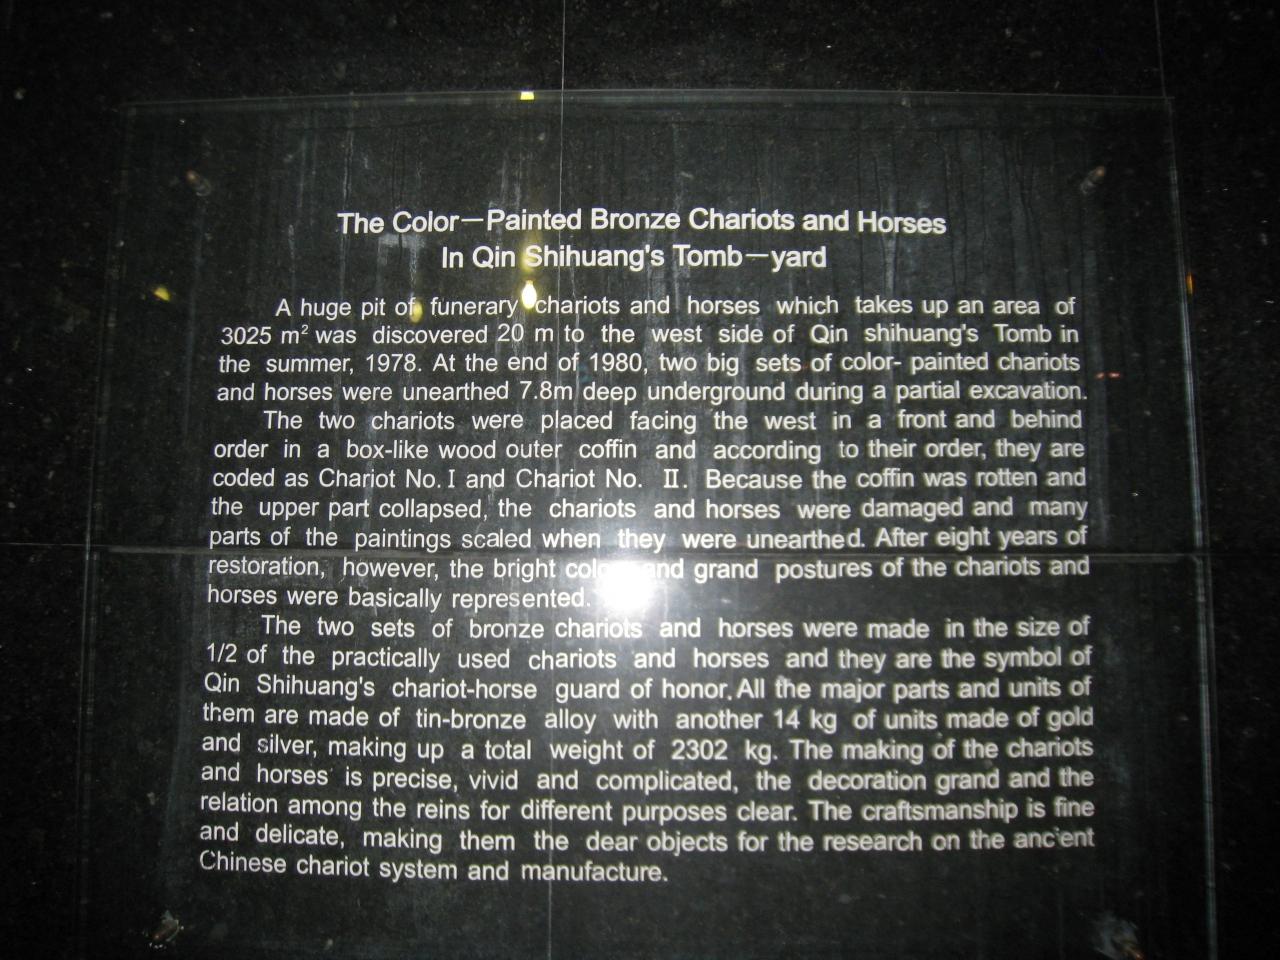 The Color—Painted Bronze Chariots and Horses
In Qin Shihuang's Tomb—yard
A huge pit of funerary chariots and horses which takes up an area of
3025 m² was discovered 20 m to the west side of Qin shihuang's Tomb in
the summer, 1978. At the end of 1980, two big sets of color- painted chariots
and horses were unearthed 7.8m deep underground during a partial excavation.
The two chariots were placed facing the west in a front and behind
order in a box-like wood outer coffin and according to their order, they are
coded as Chariot No. I and Chariot No. II. Because the coffin was rotten and
the upper part collapsed, the chariots and horses were damaged and many
parts of the paintings scaled when they were unearthed. After eight years of
restoration, however, the bright and grand postures of the chariots and
horses were basically represented.
The two sets of bronze chariots and horses were made in the size of
1/2 of the practically used chariots and horses and they are the symbol of
Qin Shihuang's chariot-horse guard of honor. All the major parts and units of
them are made of tin-bronze alloy with another 14 kg of units made of gold
and silver, making up a total weight of 2302 kg. The making of the chariots
and horses is precise, vivid and complicated, the decoration grand and the
relation among the reins for different purposes clear. The craftsmanship is fine
and delicate, making them the dear objects for the research on the ancient
Chinese chariot system and manufacture.